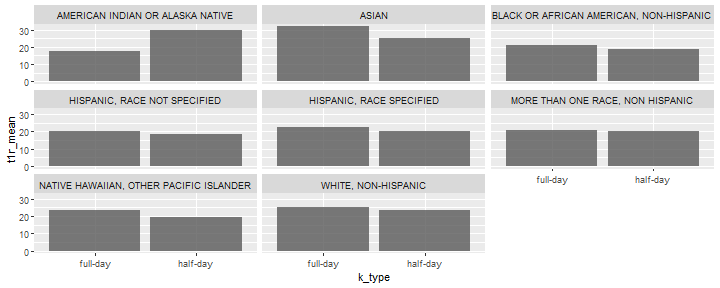 AMERICAN INDIAN OR ALASKA NATIVE
ASIAN
BLACK OR AFRICAN AMERICAN, NON-HISPANIC
30
20
10
0
HISPANIC, RACE NOT SPECIFIED
HISPANIC, RACE SPECIFIED
MORE THAN ONE RACE, NON HISPANIC
t1r_mean
30
20
10
0
full-day
half-day
NATIVE HAWAIIAN, OTHER PACIFIC ISLANDER
WHITE, NON-HISPANIC
30
20
10
0
full-day
half-day
full-day
half-day
k_type